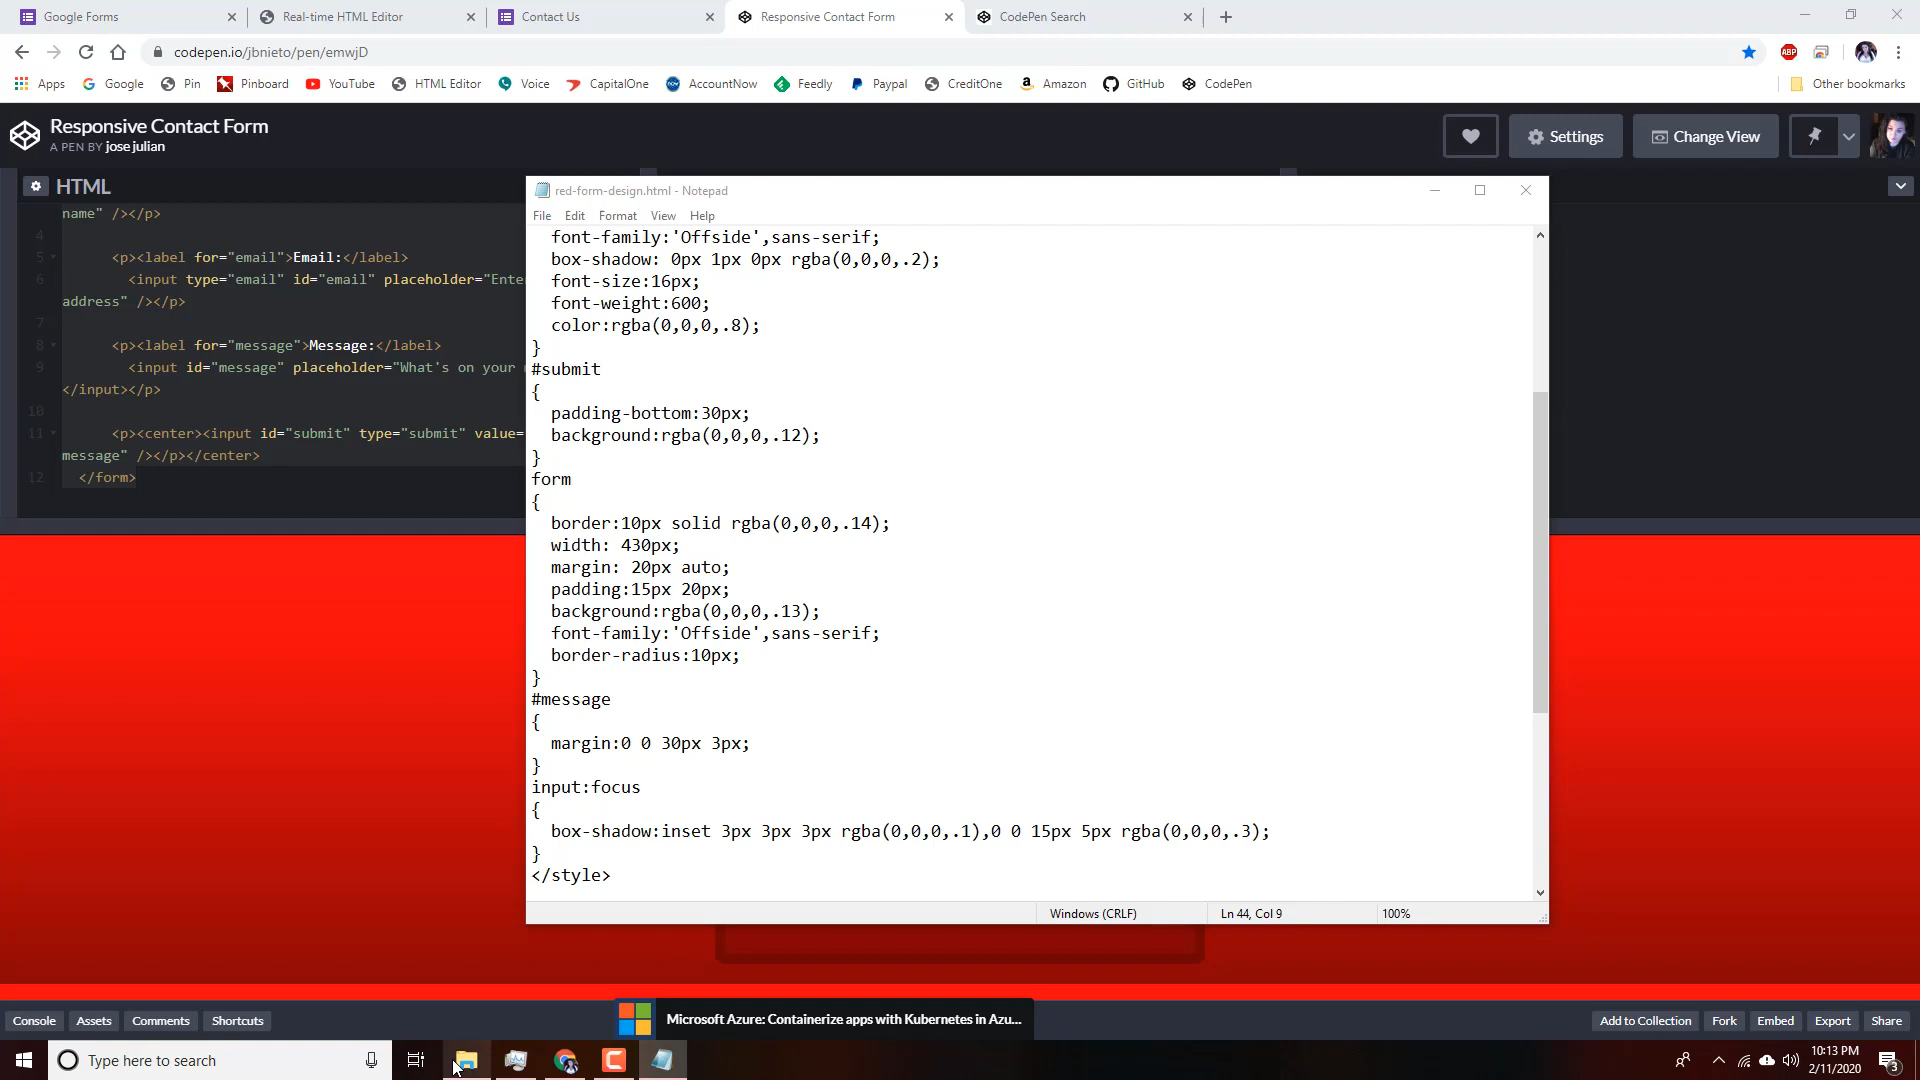 Google Forms
Real-time HTML Editor
Contact Us
Responsive Contact Form
CodePen Search
codepen.io/jbnieto/pen/emwjD
ABP
Apps
Google
Pin
Pinboard
YouTube
HTML Editor
Voice
CapitalOne
AccountNow
Feedly
Paypal
CreditOne
Amazon
GitHub
CodePen
Other bookmarks
Responsive Contact Form
A PEN BY jose julian
Settings
Change View
HTML
name" /></p>
4
5 <p><label for="email">Email:</label>
6 <input type="email" id="email" placeholder="Ente
address" /></p>
7
8 <p><label for="message">Message:</label>
9 <input id="message" placeholder="What's on your
</input></p>
10
11 <p><center><input id="submit" type="submit" value=
message" /></p></center>
12 </form>
red-form-design.html - Notepad
File Edit Format View Help
font-family:'Offside',sans-serif;
box-shadow: 0px 1px 0px rgba(0,0,0,.2);
font-size:16px;
font-weight:600;
color:rgba(0,0,0,.8);
}
#submit
{
padding-bottom:30px;
background:rgba(0,0,0,.12);
}
form
{
border:10px solid rgba(0,0,0,.14);
width: 430px;
margin: 20px auto;
padding:15px 20px;
background:rgba(0,0,0,.13);
font-family:'Offside',sans-serif;
border-radius:10px;
}
#message
{
margin:0 0 30px 3px;
}
input:focus
{
box-shadow:inset 3px 3px 3px rgba(0,0,0,.1),0 0 15px 5px rgba(0,0,0,.3);
}
</style>
Windows (CRLF)
Ln 44, Col 9
100%
Console
Assets
Comments
Shortcuts
Microsoft Azure: Containerize apps with Kubernetes in Azu...
Add to Collection
Fork
Embed
Export
Share
Type here to search
10:13 PM
2/11/2020
3